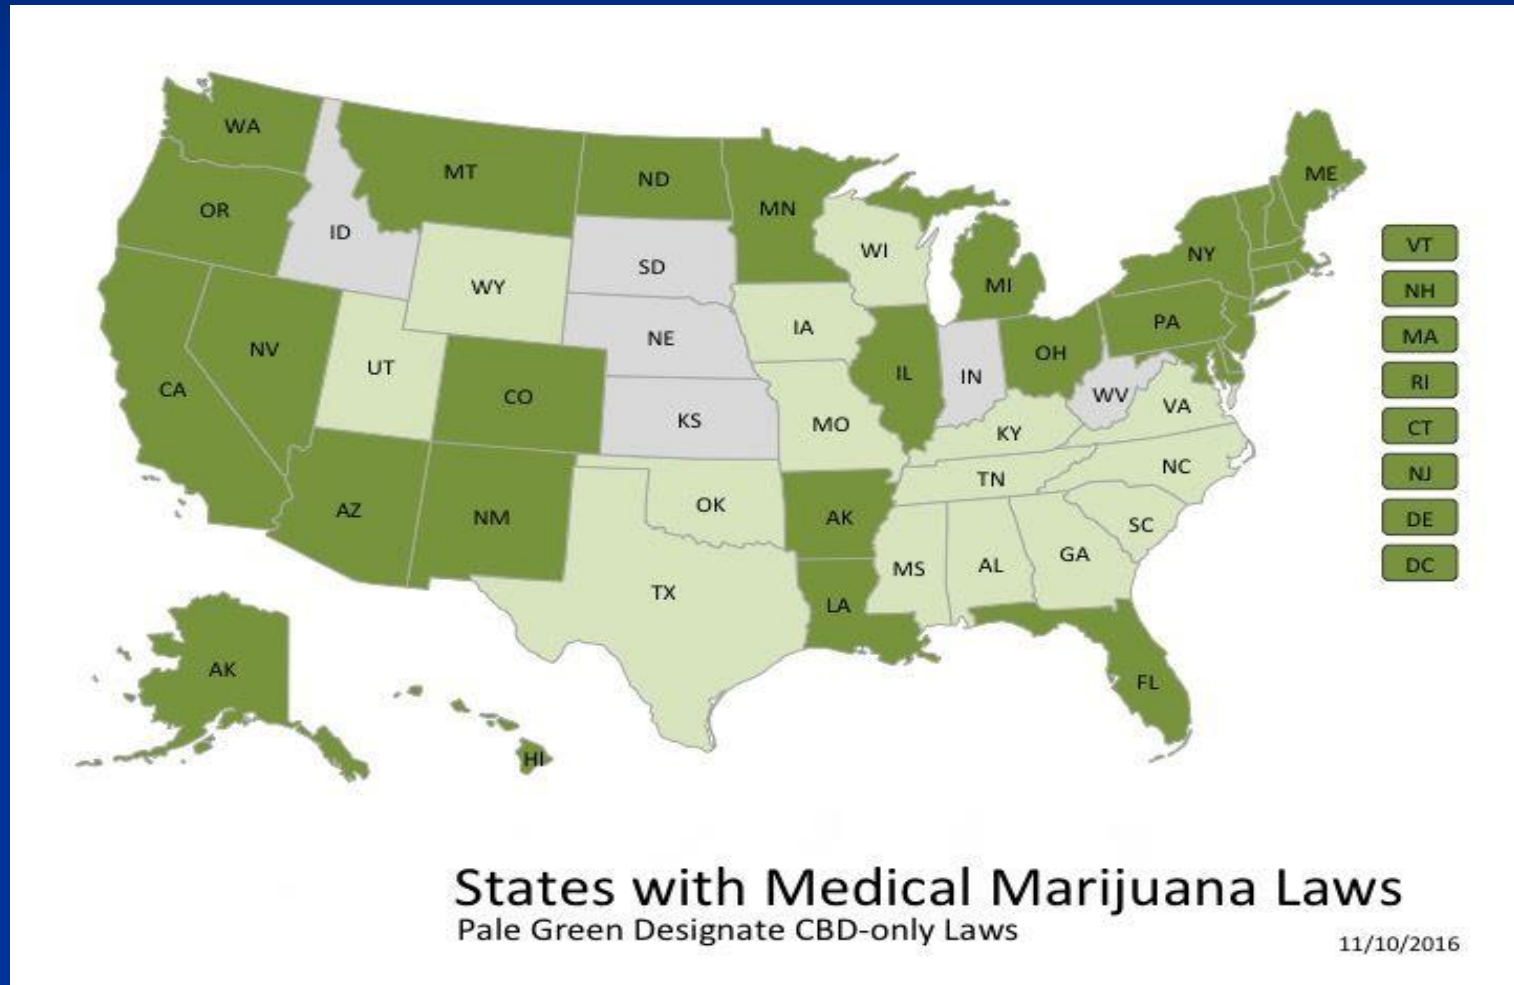 WA
MT
ND
MN
ME
OR
ID
SD
WI
NY
VT
WY
MI
NH
NV
UT
NE
IA
PA
MA
CA
CO
IL
IN
OH
RI
KS
MO
WV
VA
CT
KY
AZ
NM
OK
AK
TN
NC
NJ
TX
MS
AL
GA
SC
DE
LA
DC
AK
HI
FL
States with Medical Marijuana Laws
Pale Green Designate CBD-only Laws
11/10/2016